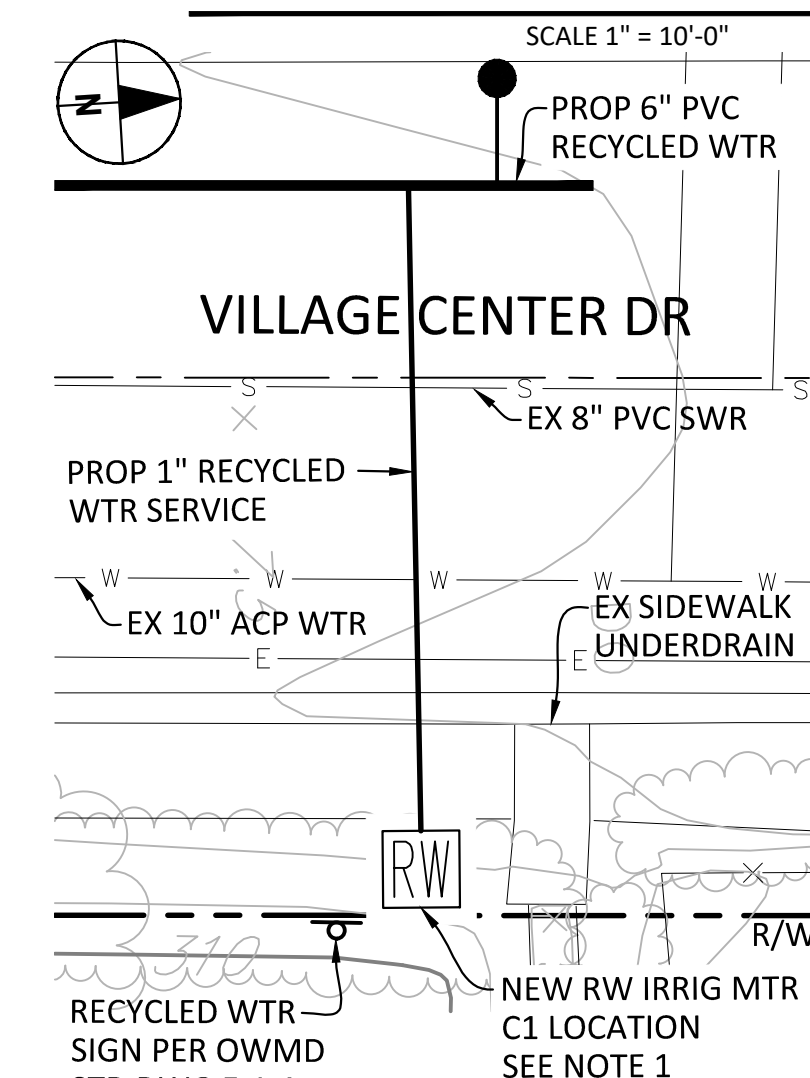 SCALE 1" = 10'-0"
N
PROP 6" PVC
RECYCLED WTR
VILLAGE CENTER DR
S S S
EX 8" PVC SWR
PROP 1" RECYCLED
WTR SERVICE
W W W W W
EX 10" ACP WTR
EX SIDEWALK
UNDERDRAIN
E E
RW
R/W
310
NEW RW IRRIG MTR
C1 LOCATION
SEE NOTE 1
RECYCLED WTR
SIGN PER OWMD